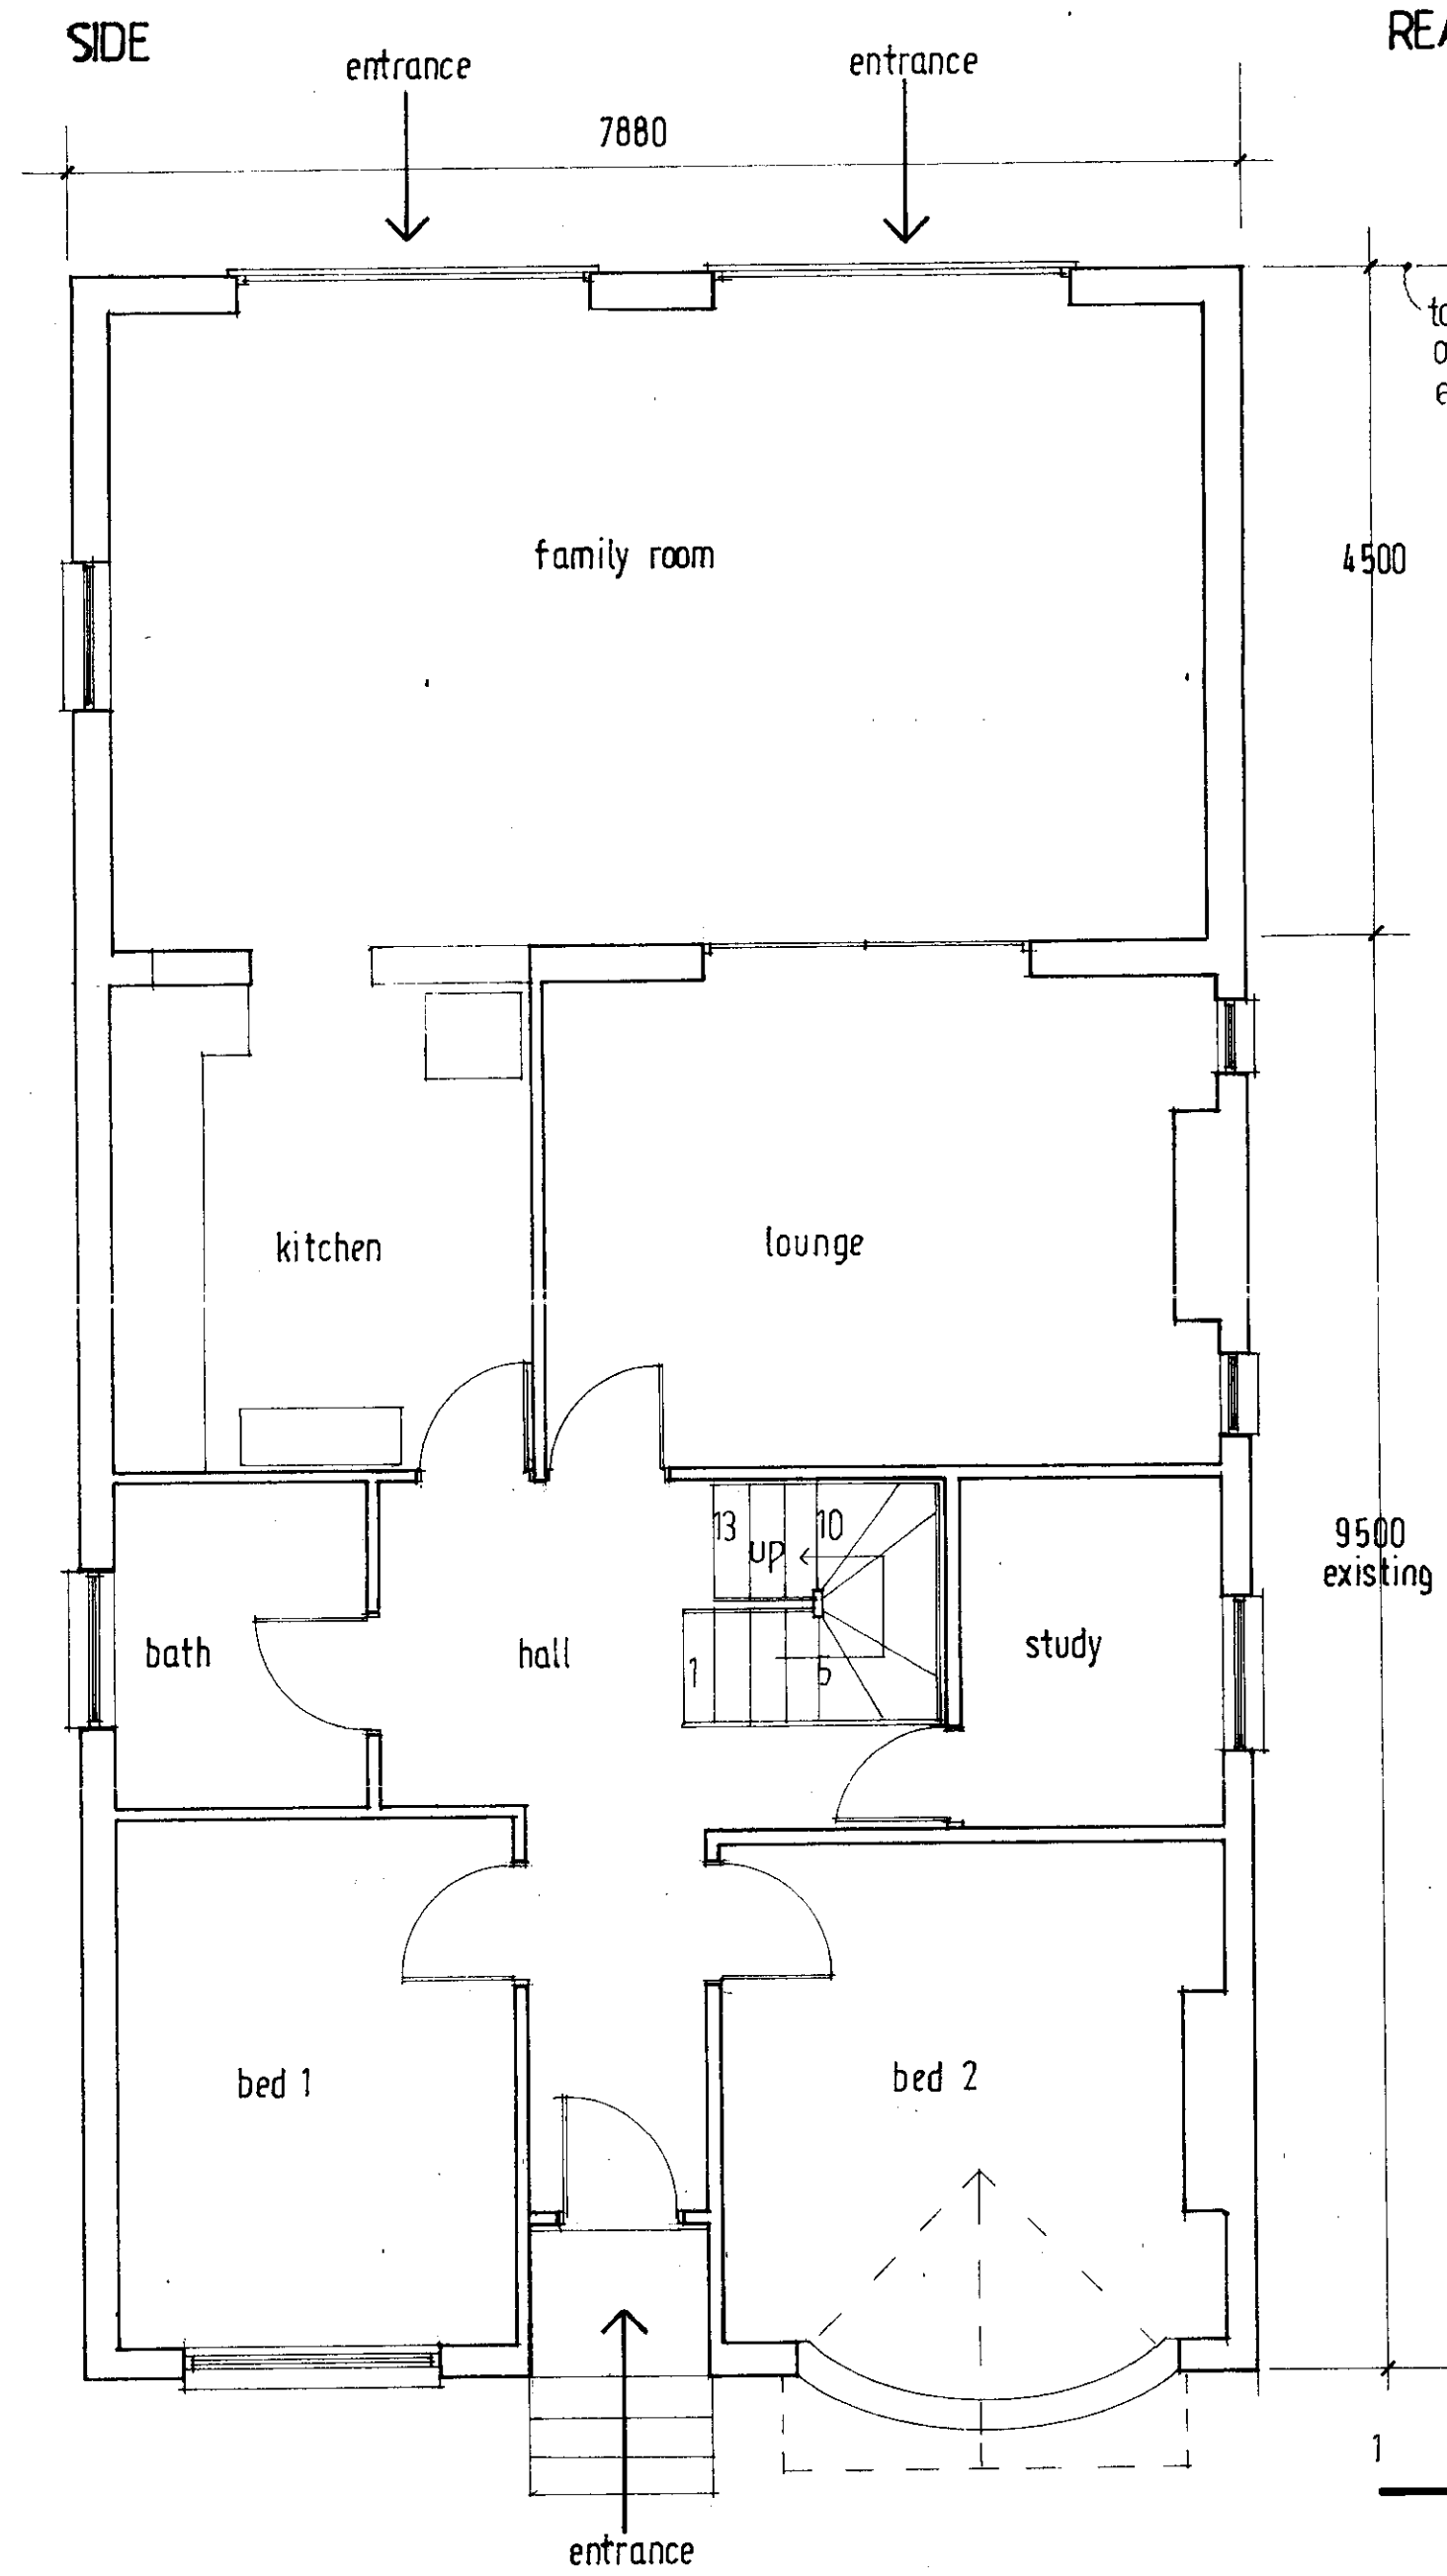 SIDE
entrance
entrance
7880
family room
4500
kitchen
lounge
13
10
up
9500
existing
bath
hall
1
study
bed 1
bed 2
1
entrance